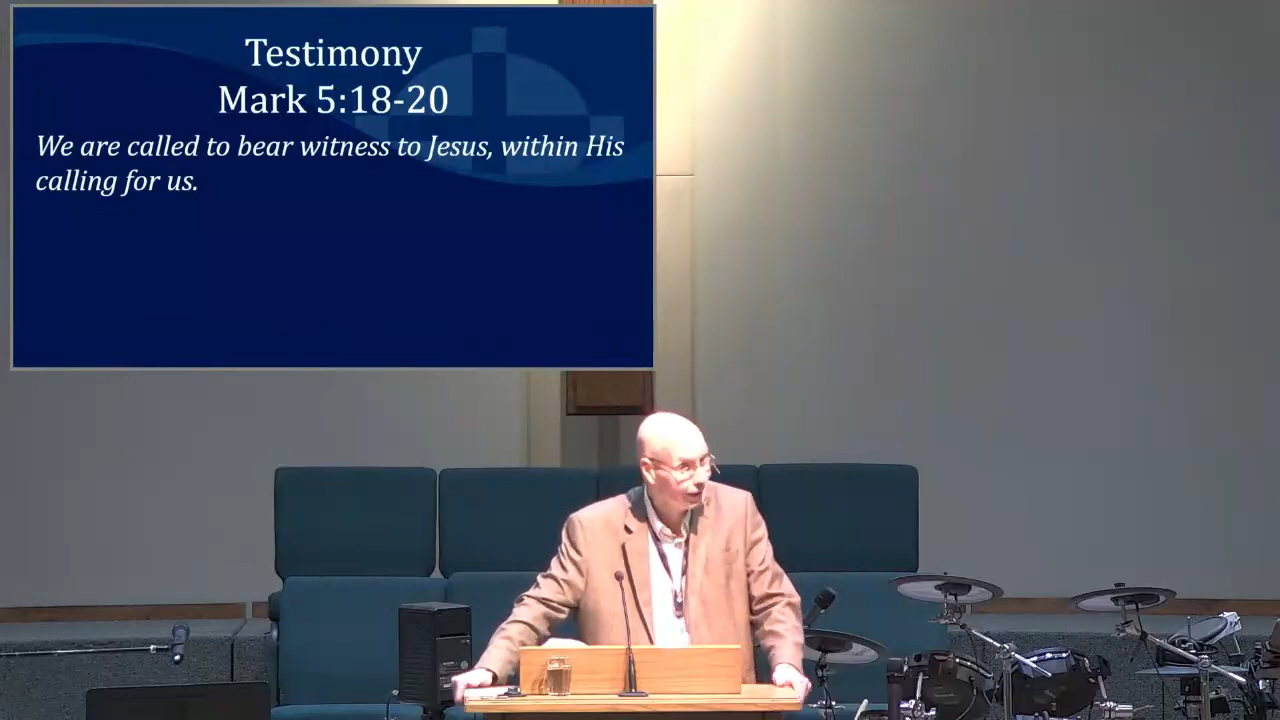 Testimony
Mark 5:18-20
We are called to bear witness to Jesus, within His
calling for us.